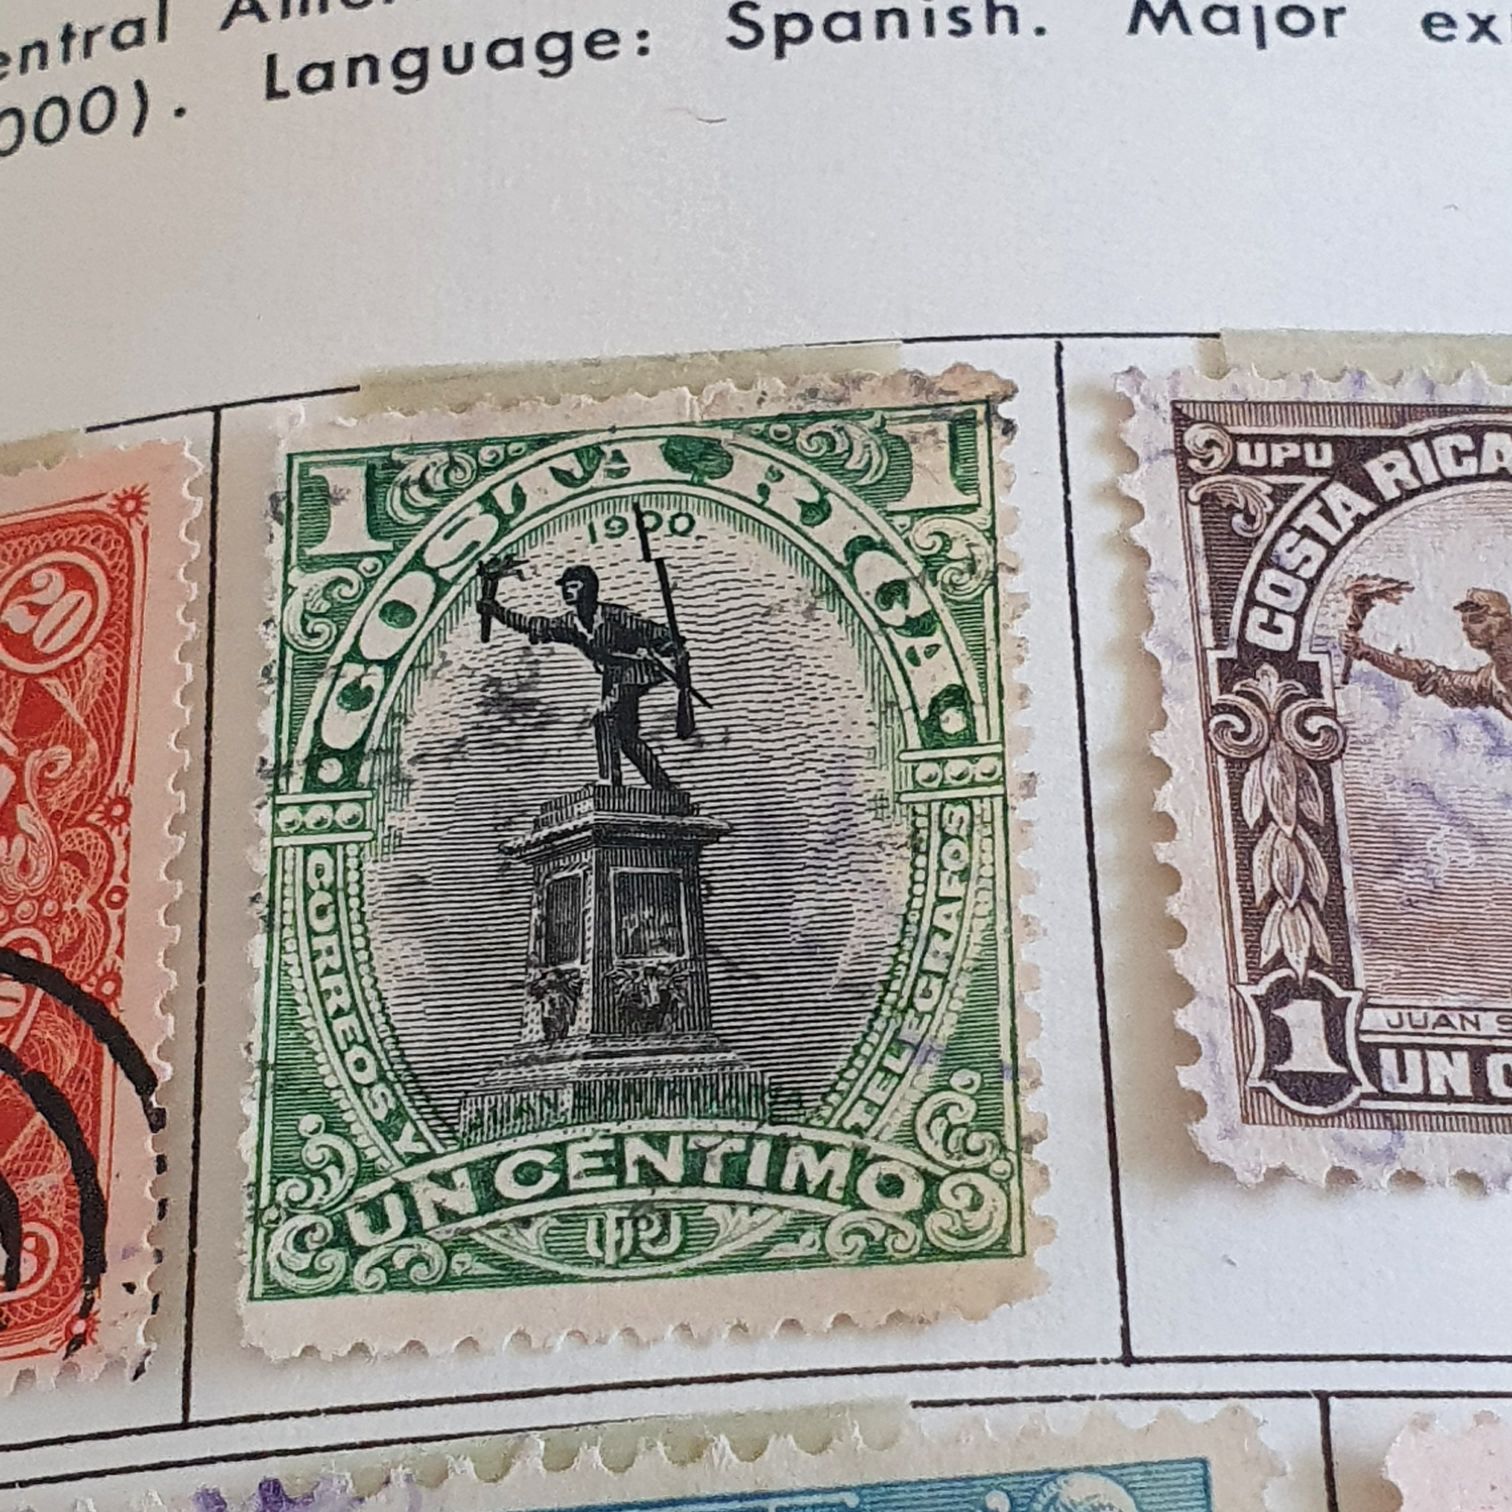 entral
000). Language: Spanish. Major ex
20
1 1
COSTA RICA
1900
CORREOS Y TELEGRAFOS
UN CENTIMO
UPU
UPU
COSTA RICA
JUAN S
1
UN C